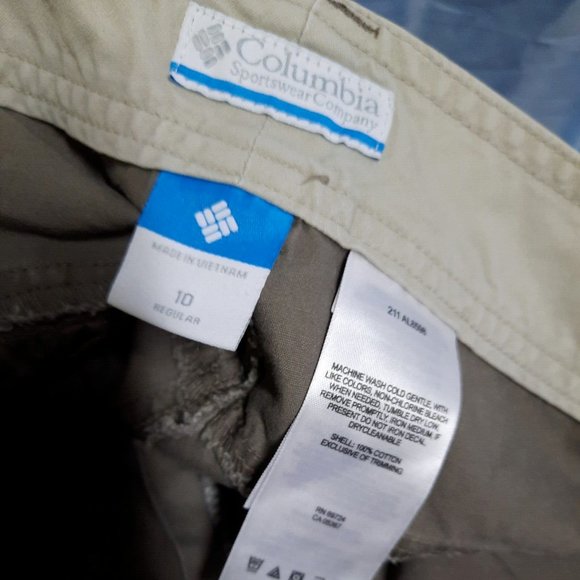 Columbia
Sportswear Company
MADE IN VIETNAM
10
REGULAR
211 AL8598
MACHINE WASH COLD GENTLE, WITH
LIKE COLORS, NON-CHLORINE BLEACH
WHEN NEEDED, TUMBLE DRY LOW,
REMOVE PROMPTLY, IRON MEDIUM, IF
PRESENT DO NOT IRON DECAL
DRYCLEANABLE
SHELL: 100% COTTON
EXCLUSIVE OF TRIMMING
RN 69724
CA 05367